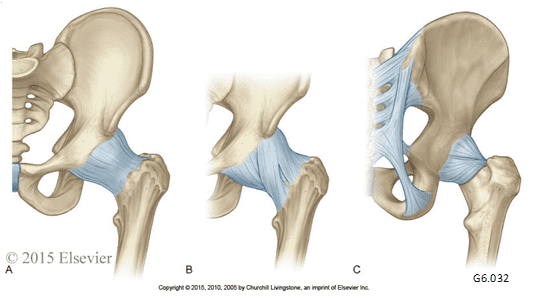 © 2015 Elsevier
A
B
C
G6.032
Copyright © 2015, 2010, 2005 by Churchill Livingstone, an imprint of Elsevier Inc.